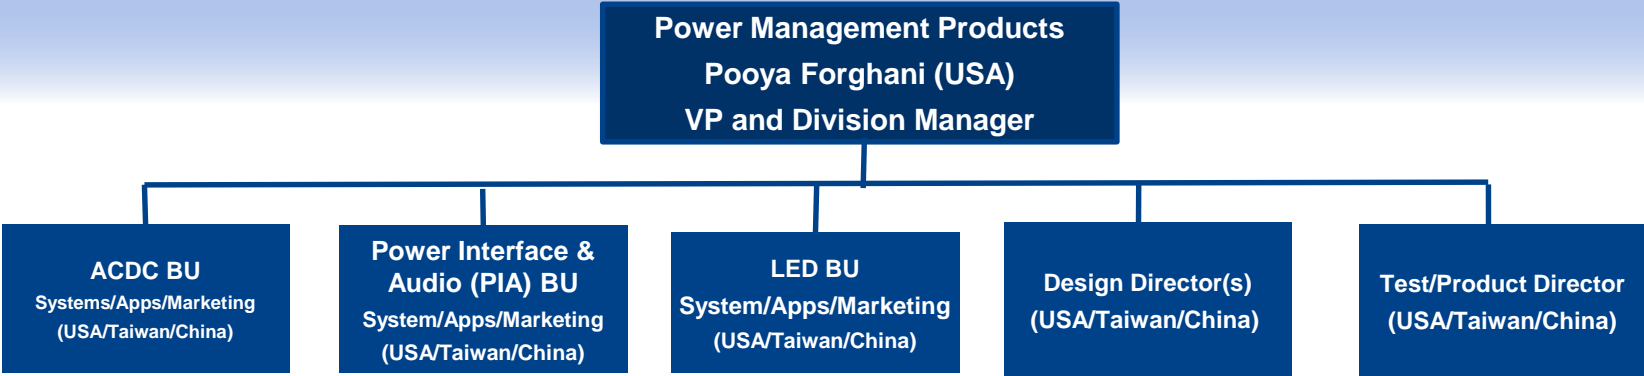 Power Management Products
Pooya Forghani (USA)
VP and Division Manager
ACDC BU
Systems/Apps/Marketing
(USA/Taiwan/China)
Power Interface &
Audio (PIA) BU
System/Apps/Marketing
(USA/Taiwan/China)
LED BU
System/Apps/Marketing
(USA/Taiwan/China)
Design Director(s)
(USA/Taiwan/China)
Test/Product Director
(USA/Taiwan/China)